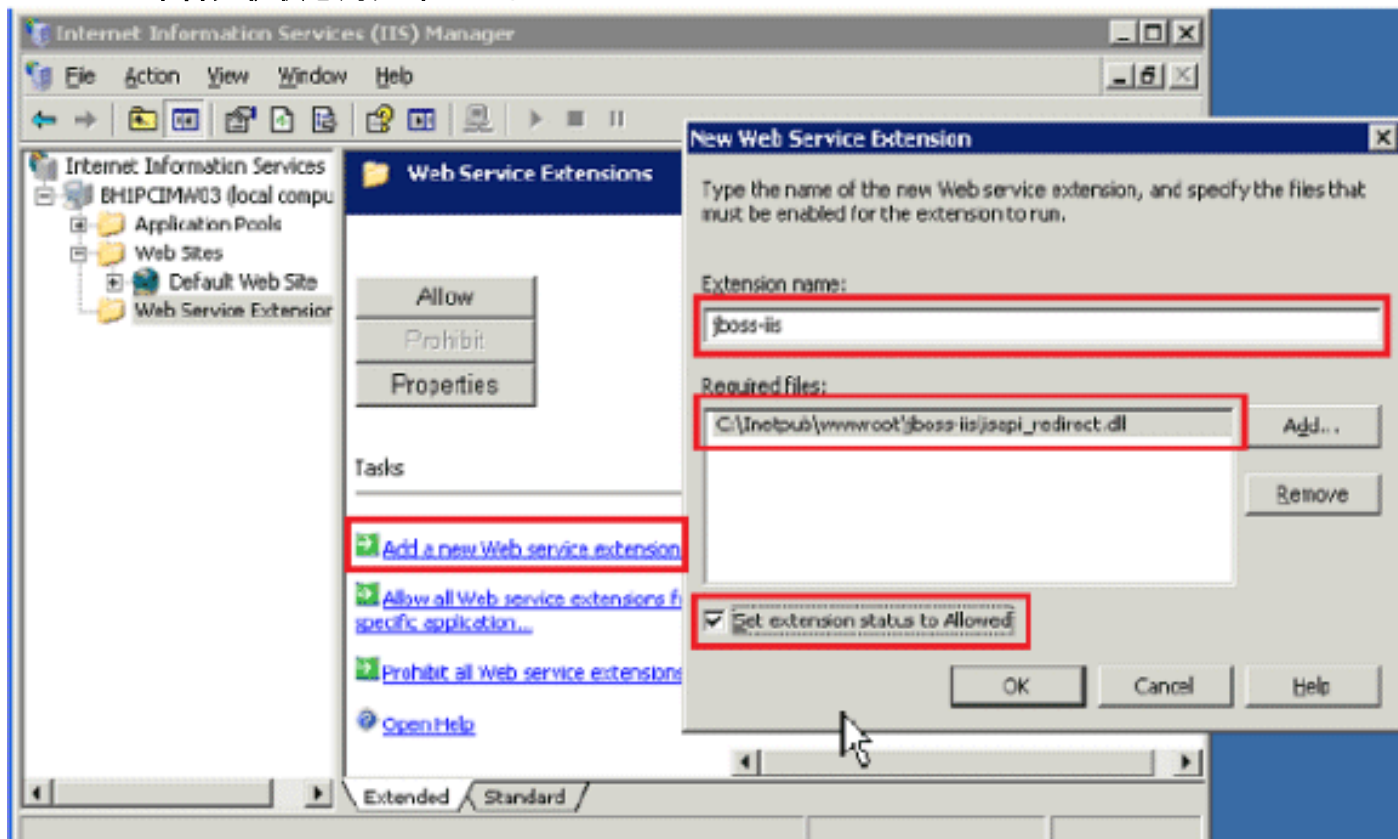 Internet Information Services (IIS) Manager
File Action View Window Help
Internet Information Services
BH1PCIMW03 (local compu
Application Pools
Web Sites
Default Web Site
Web Service Extension
Web Service Extensions
Allow
Prohibit
Properties
Tasks
Add a new Web service extension
Allow all Web service extensions f
specific application...
Prohibit all Web service extensions
Open Help
Extended
Standard
New Web Service Extension
Type the name of the new Web service extension, and specify the files that
must be enabled for the extension to run.
Extension name:
jboss-iis
Required files:
C:\Inetpub\wwwroot\jboss-iis\isapi_redirect.dll
Add...
Remove
Set extension status to Allowed
OK
Cancel
Help